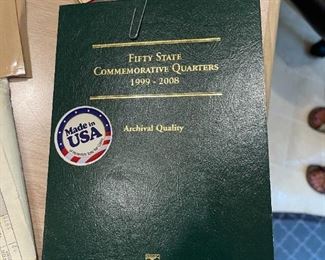 FIFTY STATE
COMMEMORATIVE QUARTERS
1999 - 2008
Made in
USA
Archival Quality